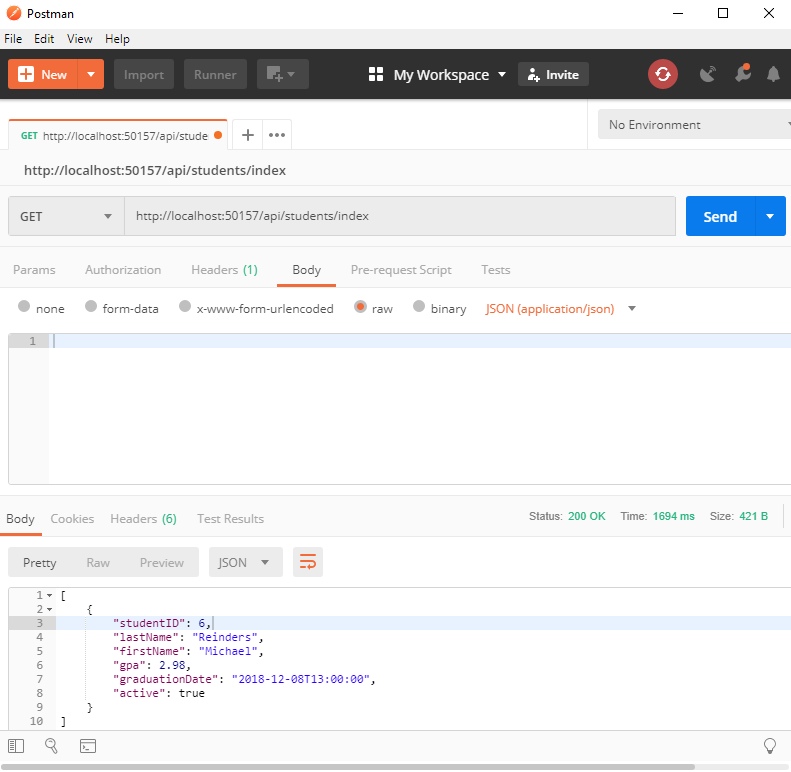 Postman
File Edit View Help
New Import Runner My Workspace Invite
GET http://localhost:50157/api/stude No Environment
http://localhost:50157/api/students/index
GET http://localhost:50157/api/students/index Send
Params Authorization Headers (1) Body Pre-request Script Tests
none form-data x-www-form-urlencoded raw binary JSON (application/json)
1
Body Cookies Headers (6) Test Results Status: 200 OK Time: 1694 ms Size: 421 B
Pretty Raw Preview JSON
1 [
2 {
3 "studentID": 6,
4 "lastName": "Reinders",
5 "firstName": "Michael",
6 "gpa": 2.98,
7 "graduationDate": "2018-12-08T13:00:00",
8 "active": true
9 }
10 ]